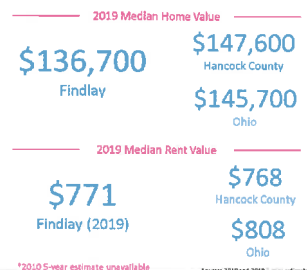 2019 Median Home Value
$136,700
Findlay
$147,600
Hancock County
$145,700
Ohio
2019 Median Rent Value
$771
Findlay (2019)
$768
Hancock County
$808
Ohio
*2010 5-year estimate unavailable